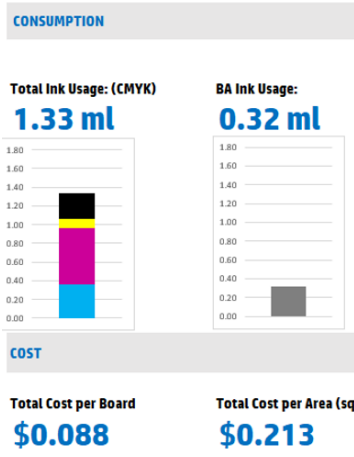 CONSUMPTION
Total Ink Usage: (CMYK)
BA Ink Usage:
1.33 ml
0.32 ml
1.80
1.60
1.40
1.20
1.00
0.80
0.60
0.40
0.20
0.00
1.80
1.60
1.40
1.20
1.00
0.80
0.60
0.40
0.20
0.00
COST
Total Cost per Board
Total Cost per Area (sq
$0.088
$0.213